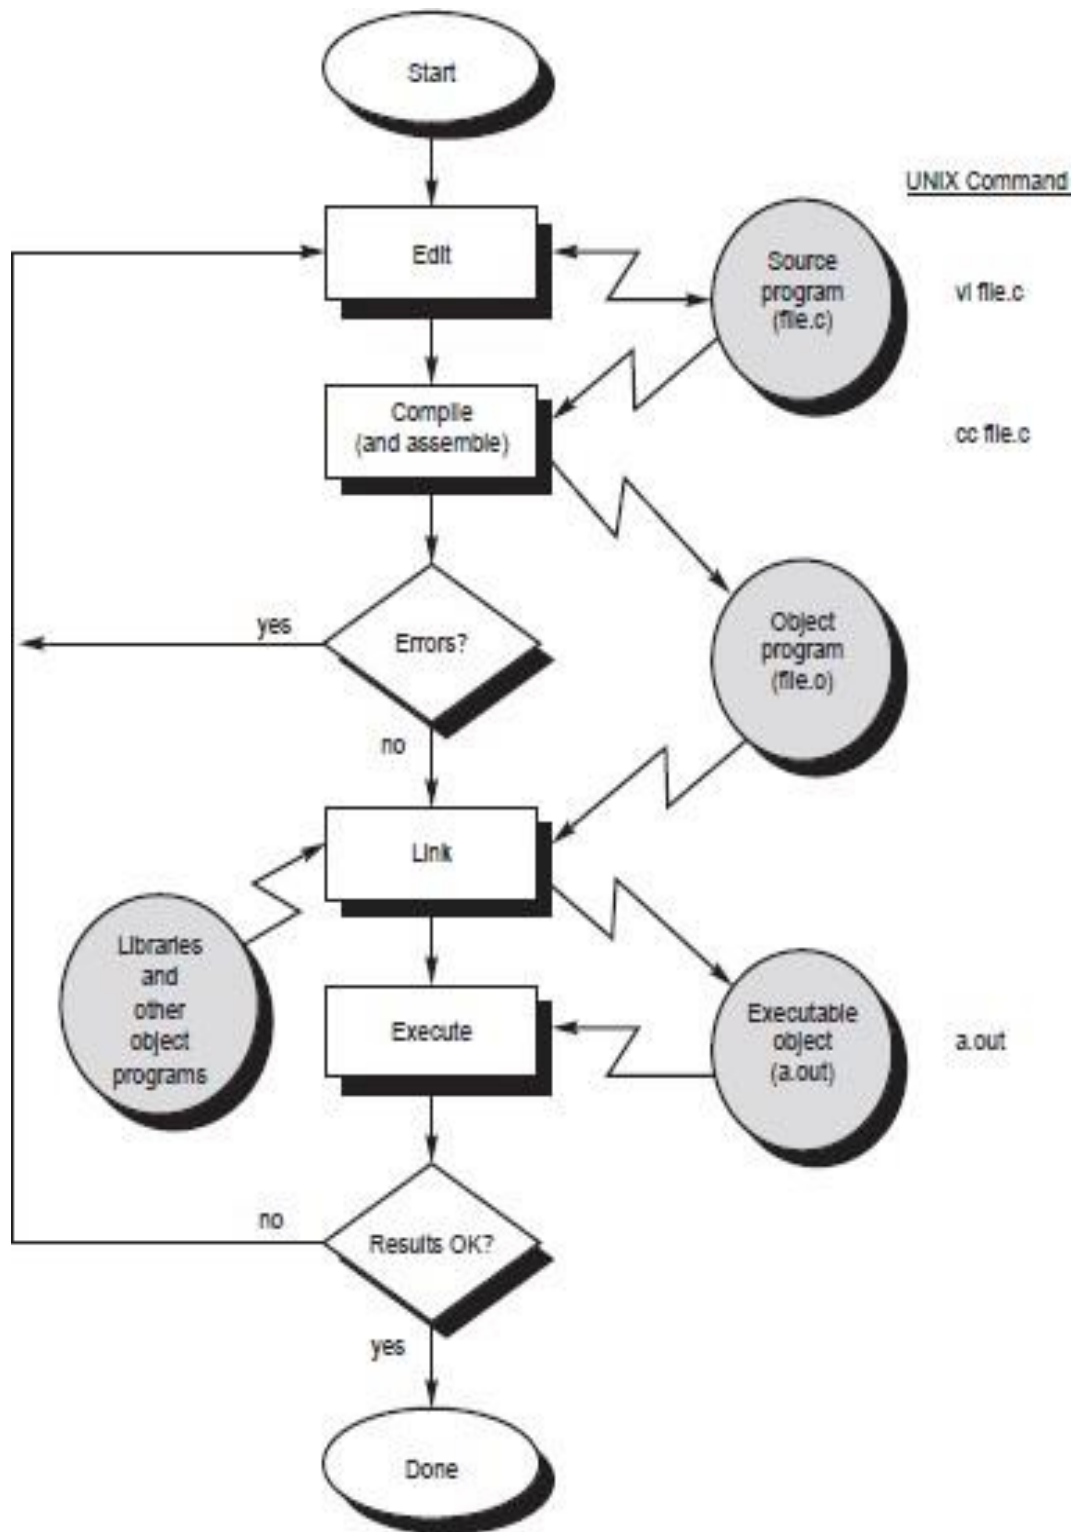 Start
UNIX Command
Edit
Source
program
(file.c)
vi file.c
Compile
(and assemble)
cc file.c
yes
Errors?
Object
program
(file.o)
no
Link
Libraries
and
other
object
programs
Execute
Executable
object
(a.out)
a.out
no
Results OK?
yes
Done